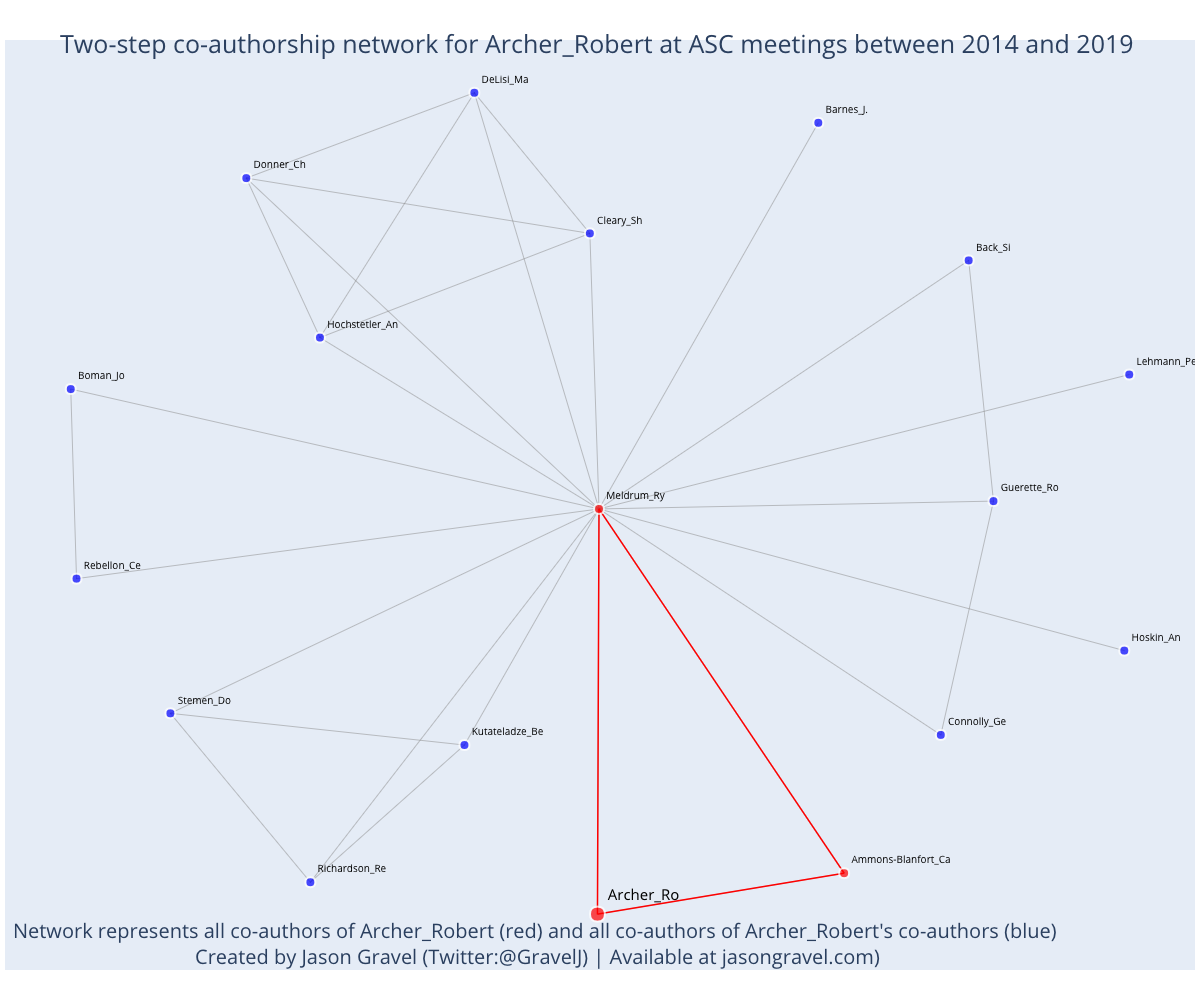 Two-step co-authorship network for Archer_Robert at ASC meetings between 2014 and 2019
DeLisi_Ma
Barnes_J.
Donner_Ch
Cleary_Sh
Back_Si
Hochstetler_An
Lehmann_Pe
Boman_Jo
Guerette_Ro
Meldrum_Ry
Rebellon_Ce
Hoskin_An
Stemen_Do
Connolly_Ge
Kutateladze_Be
Ammons-Blanfort_Ca
Richardson_Re
Archer_Ro
Network represents all co-authors of Archer_Robert (red) and all co-authors of Archer_Robert's co-authors (blue)
Created by Jason Gravel (Twitter:@GravelJ) | Available at jasongravel.com)